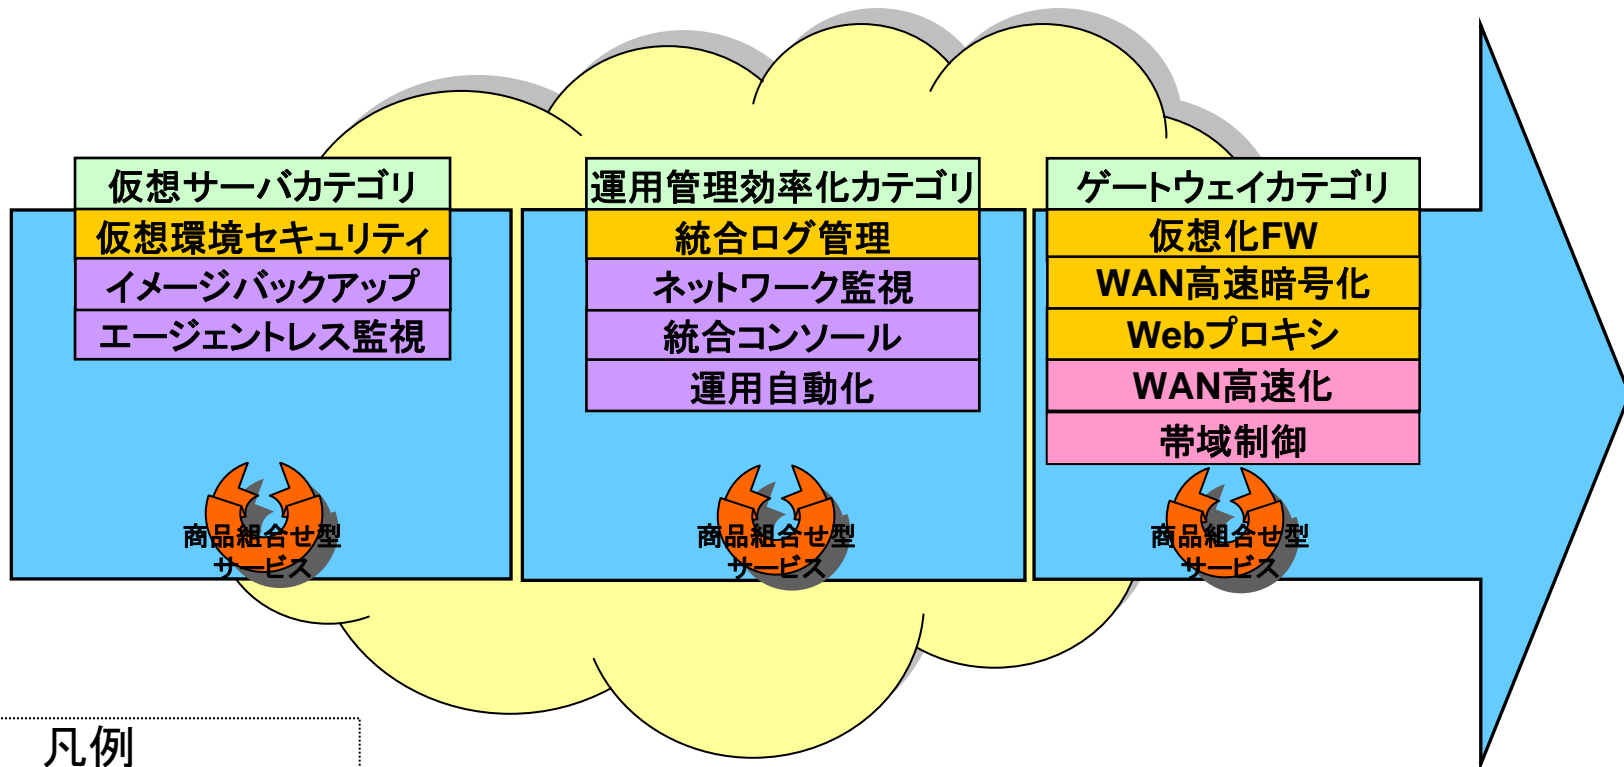 仮想サーバカテゴリ
仮想環境セキュリティ
イメージバックアップ
エージェントレス監視
商品組合せ型
サービス
運用管理効率化カテゴリ
統合ログ管理
ネットワーク監視
統合コンソール
運用自動化
商品組合せ型
サービス
ゲートウェイカテゴリ
仮想化FW
WAN高速暗号化
Webプロキシ
WAN高速化
帯域制御
商品組合せ型
サービス
凡例